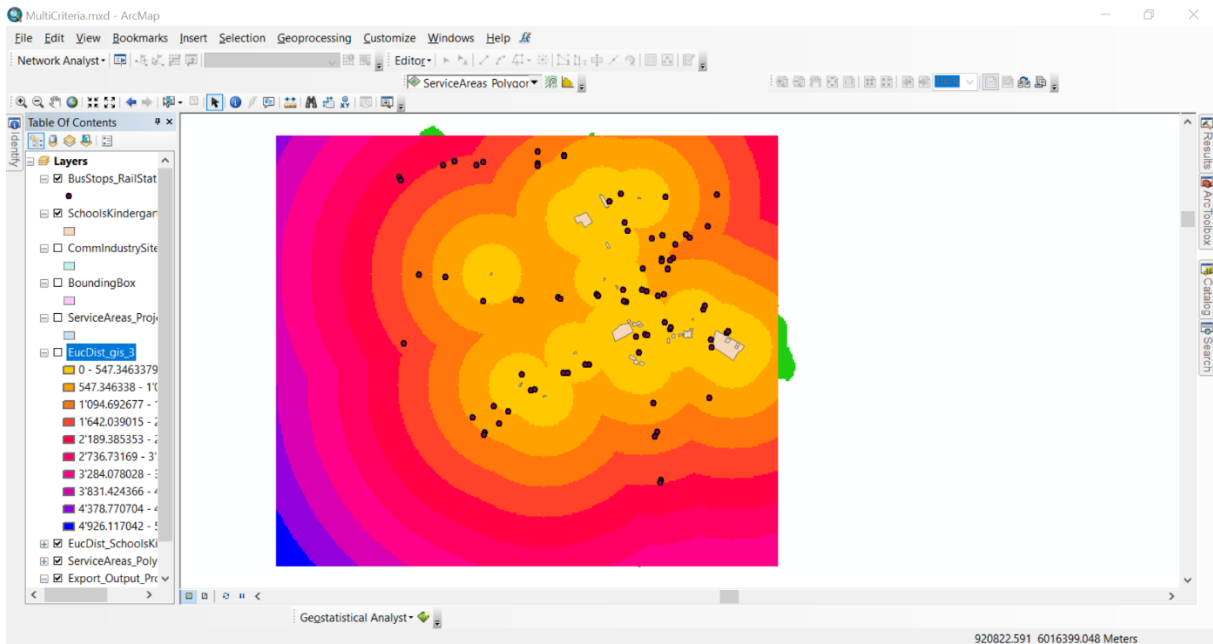 MultiCriteria.mxd - ArcMap
File Edit View Bookmarks Insert Selection Geoprocessing Customize Windows Help
Network Analyst Editor
ServiceAreas Polygor
Table Of Contents
Identify
Layers
BusStops_RailStat
SchoolsKindergar
CommIndustrySite
BoundingBox
ServiceAreas_Proj
EucDist_gis_3
0 - 547.3463379
547.346338 - 1'0
1'094.692677 -
1'642.039015 - 2
2'189.385353 - 2
2'736.73169 - 3'
3'284.078028 - 3
3'831.424366 - 4
4'378.770704 - 4
4'926.117042 - 5
EucDist_SchoolsKi
ServiceAreas_Poly
Export_Output_Prc
Results
ArcToolbox
Catalog
Search
Geostatistical Analyst
920822.591 6016399.048 Meters